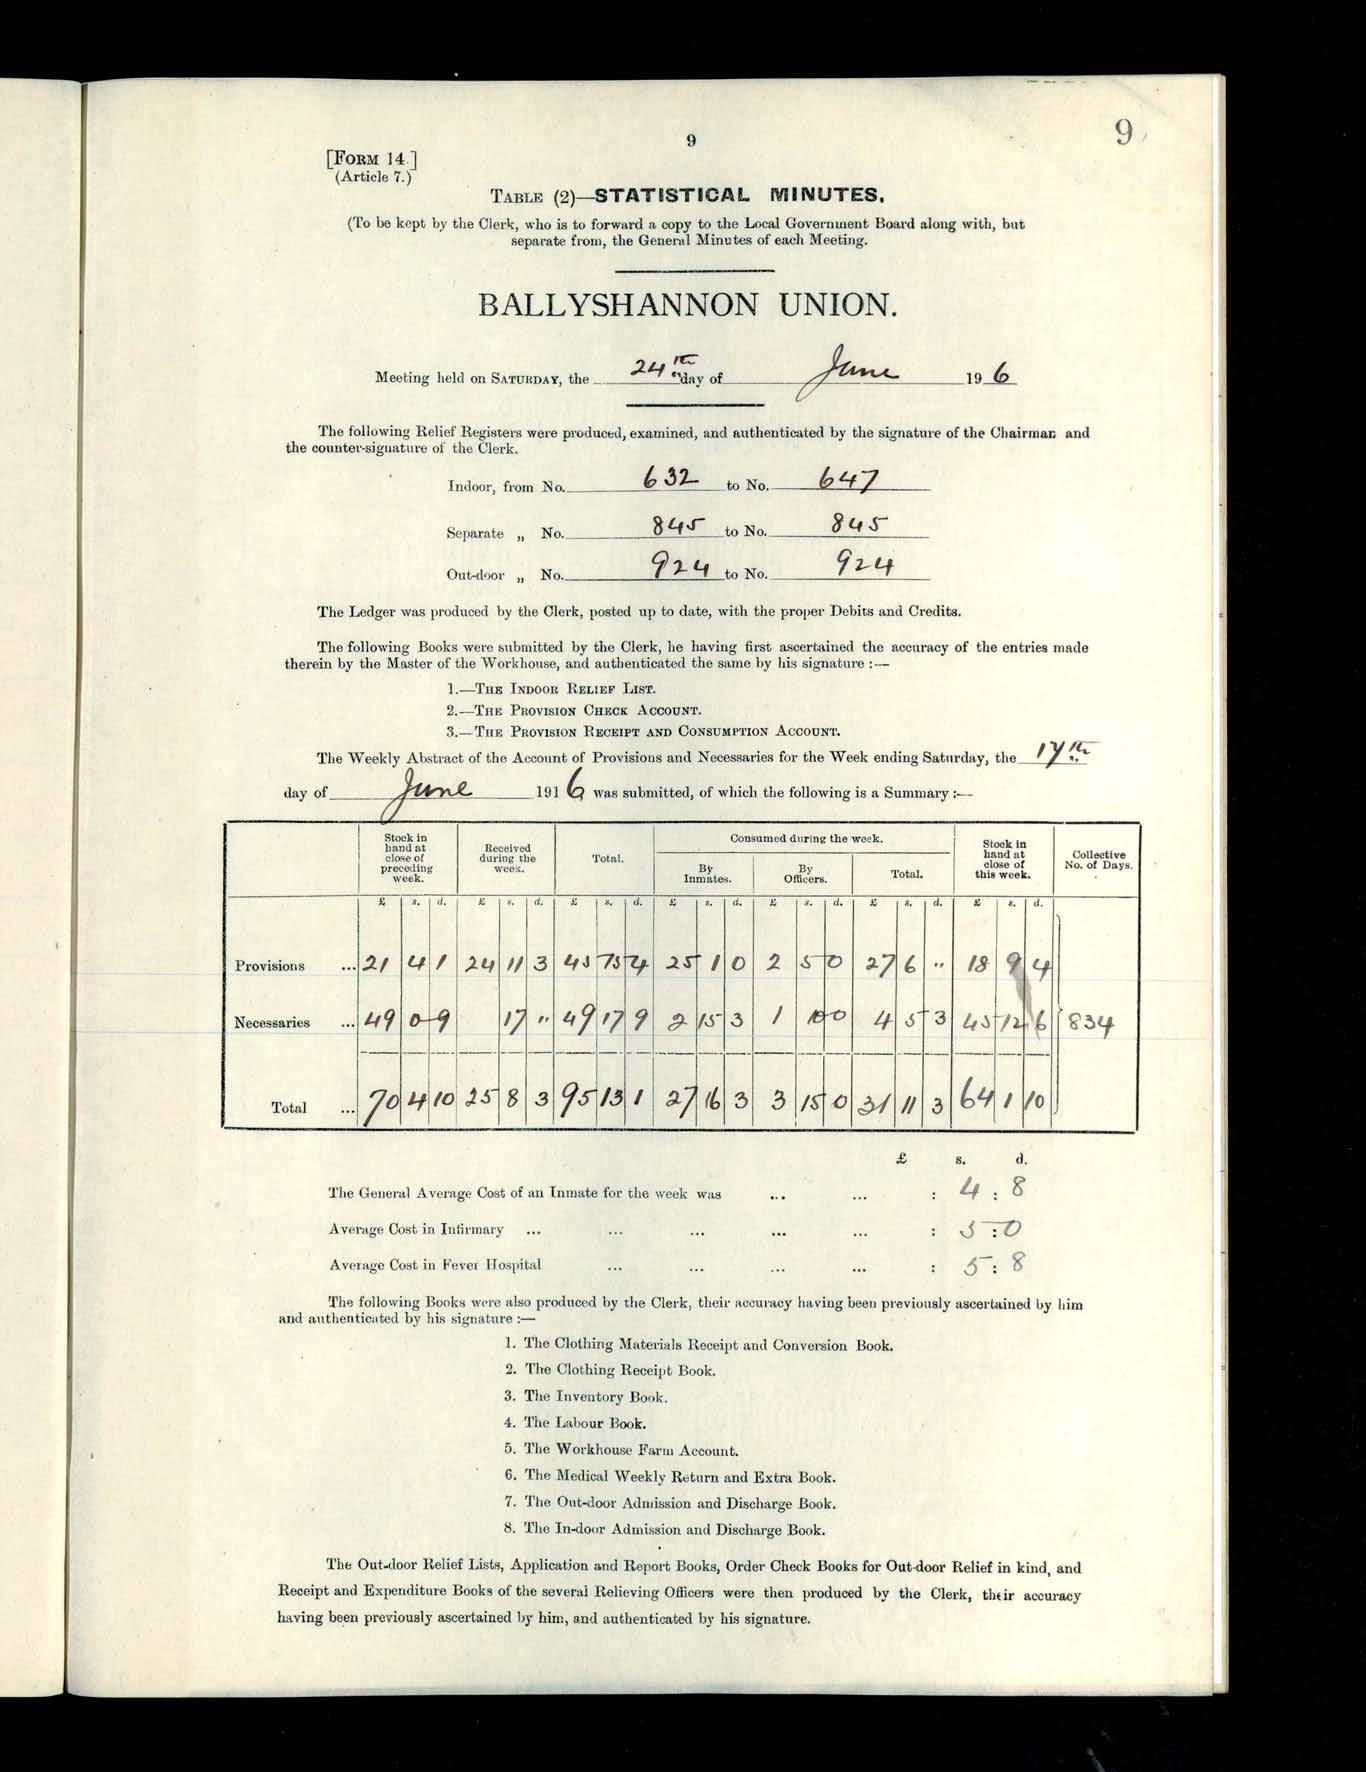 9
9
[FORM 14.]
(Article 7.)
TABLE (2)—STATISTICAL MINUTES.
(To be kept by the Clerk, who is to forward a copy to the Local Government Board along with, but
separate from, the General Minutes of each Meeting.
BALLYSHANNON UNION.
Meeting held on SATURDAY, the 24th day of June 19 6
The following Relief Registers were produced, examined, and authenticated by the signature of the Chairman and
the counter-signature of the Clerk.
Indoor, from No. 632 to No. 647
Separate „ No. 845 to No. 845
Out-door „ No. 924 to No. 924
The Ledger was produced by the Clerk, posted up to date, with the proper Debits and Credits.
The following Books were submitted by the Clerk, he having first ascertained the accuracy of the entries made
therein by the Master of the Workhouse, and authenticated the same by his signature :—
1.—THE INDOOR RELIEF LIST.
2.—THE PROVISION CHECK ACCOUNT.
3.—THE PROVISION RECEIPT AND CONSUMPTION ACCOUNT.
The Weekly Abstract of the Account of Provisions and Necessaries for the Week ending Saturday, the 17th
day of June 1916 was submitted, of which the following is a Summary :—
Stock in hand at close of preceding week. Received during the week. Total. Consumed during the week. Stock in hand at close of this week. Collective No. of Days.
By Inmates. By Officers. Total.
£ s. d. £ s. d. £ s. d. £ s. d. £ s. d. £ s. d. £ s. d.
Provisions ... 21 4 1 24 11 3 45 15 4 25 1 0 2 5 0 27 6 „ 18 9 4
Necessaries ... 49 0 9 17 „ 49 17 9 2 15 3 1 10 0 4 5 3 45 12 6 834
Total ... 70 4 10 25 8 3 95 13 1 27 16 3 3 15 0 31 11 3 64 1 10
£ s. d.
The General Average Cost of an Inmate for the week was ... ... : 4 : 8
Average Cost in Infirmary ... ... ... ... ... : 5 : 0
Average Cost in Fever Hospital ... ... ... ... : 5 : 8
The following Books were also produced by the Clerk, their accuracy having been previously ascertained by him
and authenticated by his signature :—
1. The Clothing Materials Receipt and Conversion Book.
2. The Clothing Receipt Book.
3. The Inventory Book.
4. The Labour Book.
5. The Workhouse Farm Account.
6. The Medical Weekly Return and Extra Book.
7. The Out-door Admission and Discharge Book.
8. The In-door Admission and Discharge Book.
The Out-door Relief Lists, Application and Report Books, Order Check Books for Out-door Relief in kind, and
Receipt and Expenditure Books of the several Relieving Officers were then produced by the Clerk, their accuracy
having been previously ascertained by him, and authenticated by his signature.